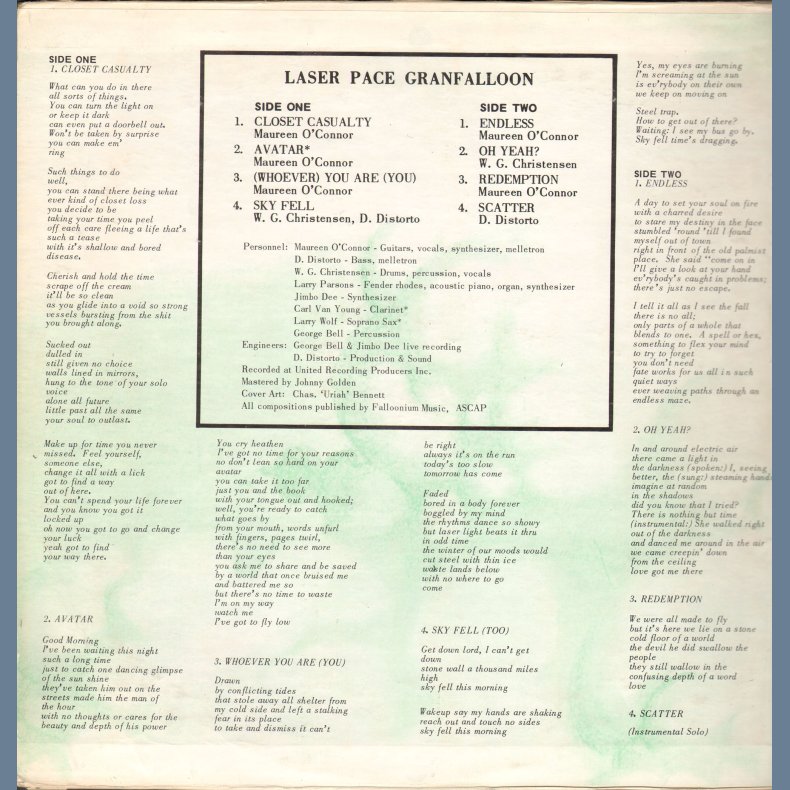 SIDE ONE
1. CLOSET CASUALTY
What can you do in there
all sorts of things.
You can turn the light on
or keep it dark
can even put a doorbell out.
Won't be taken by surprise
you can make em'
ring
Such things to do
well,
you can stand there being what
ever kind of closet loss
you decide to be
taking your time you peel
off each care fleeing a life that's
such a tease
with it's shallow and bored
disease.
Cherish and hold the time
scrape off the cream
it'll be so clean
as you glide into a void so strong
vessels bursting from the shit
you brought along.
Sucked out
dulled in
still given no choice
walls lined in mirrors,
hung to the tone of your solo
voice
alone all future
little past all the same
your soul to outlast.
Make up for time you never
missed. Feel yourself,
someone else,
change it all with a lick
got to find a way
out of here.
You can't spend your life forever
and you know you got it
locked up
oh now you got to go and change
your luck
yeah got to find
your way there.
2. AVATAR
Good Morning
I've been waiting this night
such a long time
just to catch one dancing glimpse
of the sun shine
they've taken him out on the
streets made him the man of
the hour
with no thoughts or cares for the
beauty and depth of his power
LASER PACE GRANFALLOON
SIDE ONE
1. CLOSET CASUALTY
Maureen O'Connor
2. AVATAR*
Maureen O'Connor
3. (WHOEVER) YOU ARE (YOU)
Maureen O'Connor
4. SKY FELL
W. G. Christensen, D. Distorto
SIDE TWO
1. ENDLESS
Maureen O'Connor
2. OH YEAH?
W. G. Christensen
3. REDEMPTION
Maureen O'Connor
4. SCATTER
D. Distorto
Personnel: Maureen O'Connor - Guitars, vocals, synthesizer, melletron
D. Distorto - Bass, melletron
W. G. Christensen - Drums, percussion, vocals
Larry Parsons - Fender rhodes, acoustic piano, organ, synthesizer
Jimbo Dee - Synthesizer
Carl Van Young - Clarinet*
Larry Wolf - Soprano Sax*
George Bell - Percussion
Engineers: George Bell & Jimbo Dee live recording
D. Distorto - Production & Sound
Recorded at United Recording Producers Inc.
Mastered by Johnny Golden
Cover Art: Chas. 'Uriah' Bennett
All compositions published by Falloonium Music, ASCAP
You cry heathen
I've got no time for your reasons
no don't lean so hard on your
avatar
you can take it too far
just you and the book
with your tongue out and hooked;
well, you're ready to catch
what goes by
from your mouth, words unfurl
with fingers, pages twirl,
there's no need to see more
than your eyes
you ask me to share and be saved
by a world that once bruised me
and battered me so
but there's no time to waste
I'm on my way
watch me
I've got to fly low
3. WHOEVER YOU ARE (YOU)
Drawn
by conflicting tides
that stole away all shelter from
my cold side and left a stalking
fear in its place
to take and dismiss it can't
be right
always it's on the run
today's too slow
tomorrow has come
Faded
bored in a body forever
boggled by my mind
the rhythms dance so showy
but laser light beats it thru
in odd time
the winter of our moods would
cut steel with thin ice
waste lands below
with no where to go
come
4. SKY FELL (TOO)
Get down lord, I can't get
down
stone wall a thousand miles
high
sky fell this morning
Wakeup say my hands are shaking
reach out and touch no sides
sky fell this morning
Yes, my eyes are burning
I'm screaming at the sun
is ev'rybody on their own
we keep on moving on
Steel trap.
How to get out of there?
Waiting: I see my bus go by.
Sky fell time's dragging.
SIDE TWO
1. ENDLESS
A day to set your soul on fire
with a charred desire
to stare my destiny in the face
stumbled 'round 'till I found
myself out of town
right in front of the old palmist
place. She said "come on in
I'll give a look at your hand
ev'rybody's caught in problems;
there's just no escape.
I tell it all as I see the fall
there is no all;
only parts of a whole that
blends to one. A spell or hex,
something to flex your mind
to try to forget
you don't need
fate works for us all in such
quiet ways
ever weaving paths through an
endless maze.
2. OH YEAH?
In and around electric air
there came a light in
the darkness (spoken:) I, seeing
better, the (sung:) steaming hands
imagine at random
in the shadows
did you know that I tried?
There is nothing but time
(instrumental:) She walked right
out of the darkness
and danced me around in the air
we came creepin' down
from the ceiling
love got me there
3. REDEMPTION
We were all made to fly
but it's here we lie on a stone
cold floor of a world
the devil he did swallow the
people
they still wallow in the
confusing depth of a word
love
4. SCATTER
(Instrumental Solo)